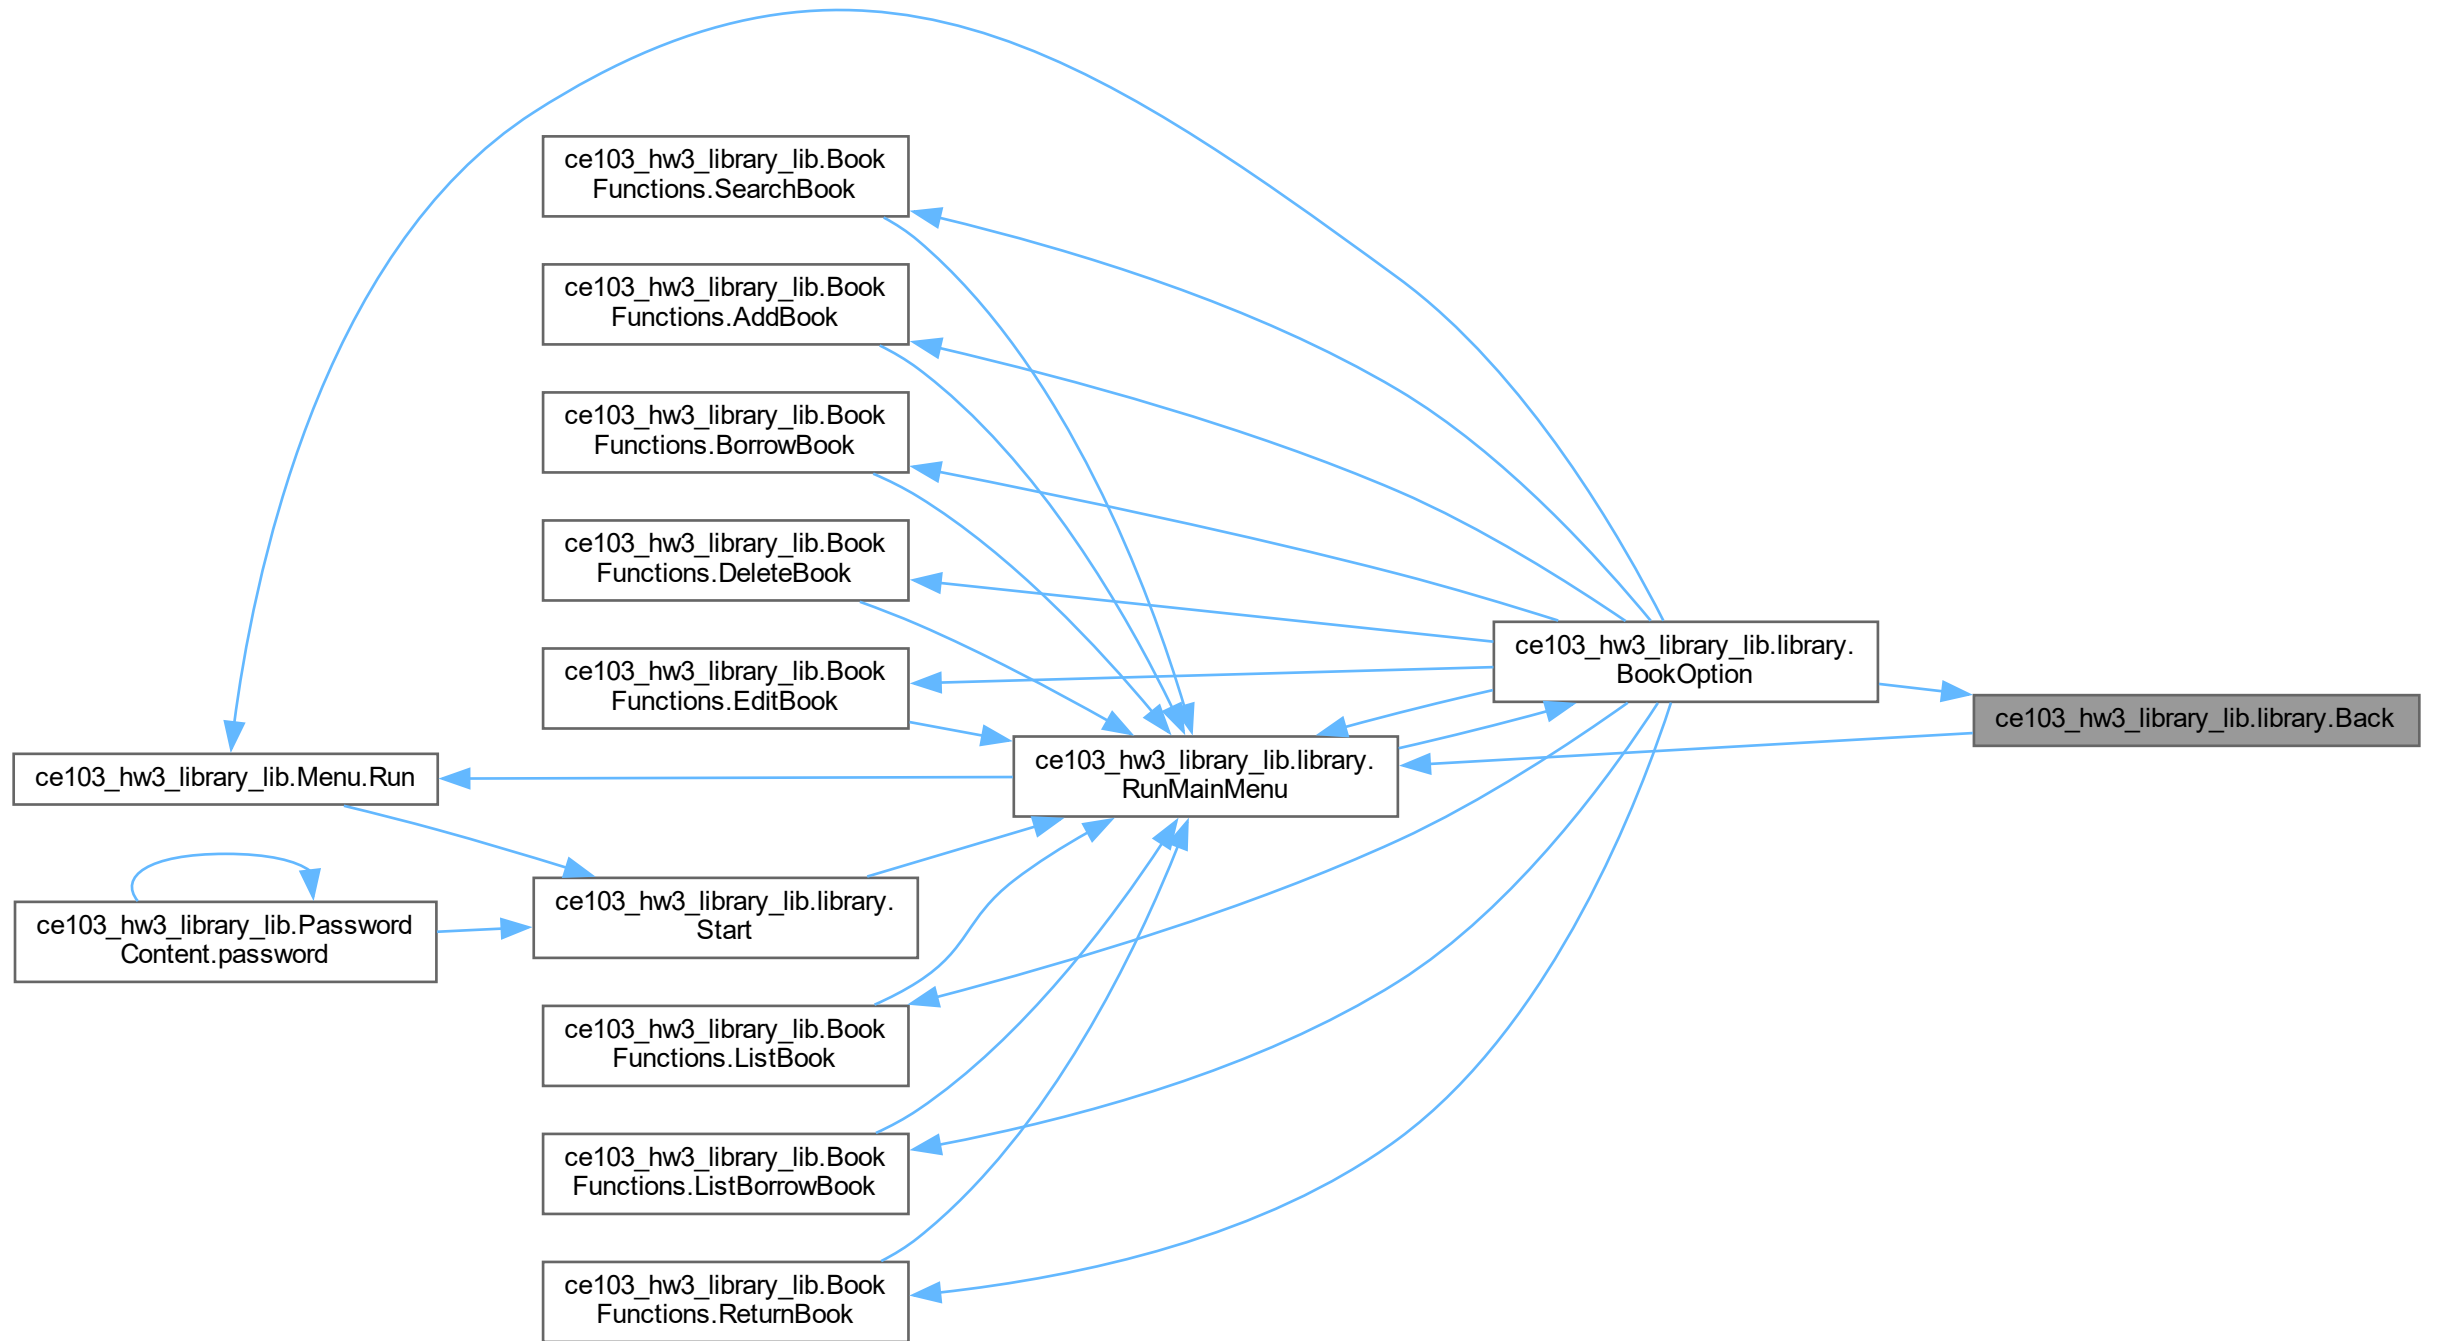 ce103_hw3_library_lib.Book
Functions.SearchBook
ce103_hw3_library_lib.Book
Functions.AddBook
ce103_hw3_library_lib.Book
Functions.BorrowBook
ce103_hw3_library_lib.Book
Functions.DeleteBook
ce103_hw3_library_lib.Book
Functions.EditBook
ce103_hw3_library_lib.library.
BookOption
ce103_hw3_library_lib.library.Back
ce103_hw3_library_lib.Menu.Run
ce103_hw3_library_lib.library.
RunMainMenu
ce103_hw3_library_lib.Password
Content.password
ce103_hw3_library_lib.library.
Start
ce103_hw3_library_lib.Book
Functions.ListBook
ce103_hw3_library_lib.Book
Functions.ListBorrowBook
ce103_hw3_library_lib.Book
Functions.ReturnBook